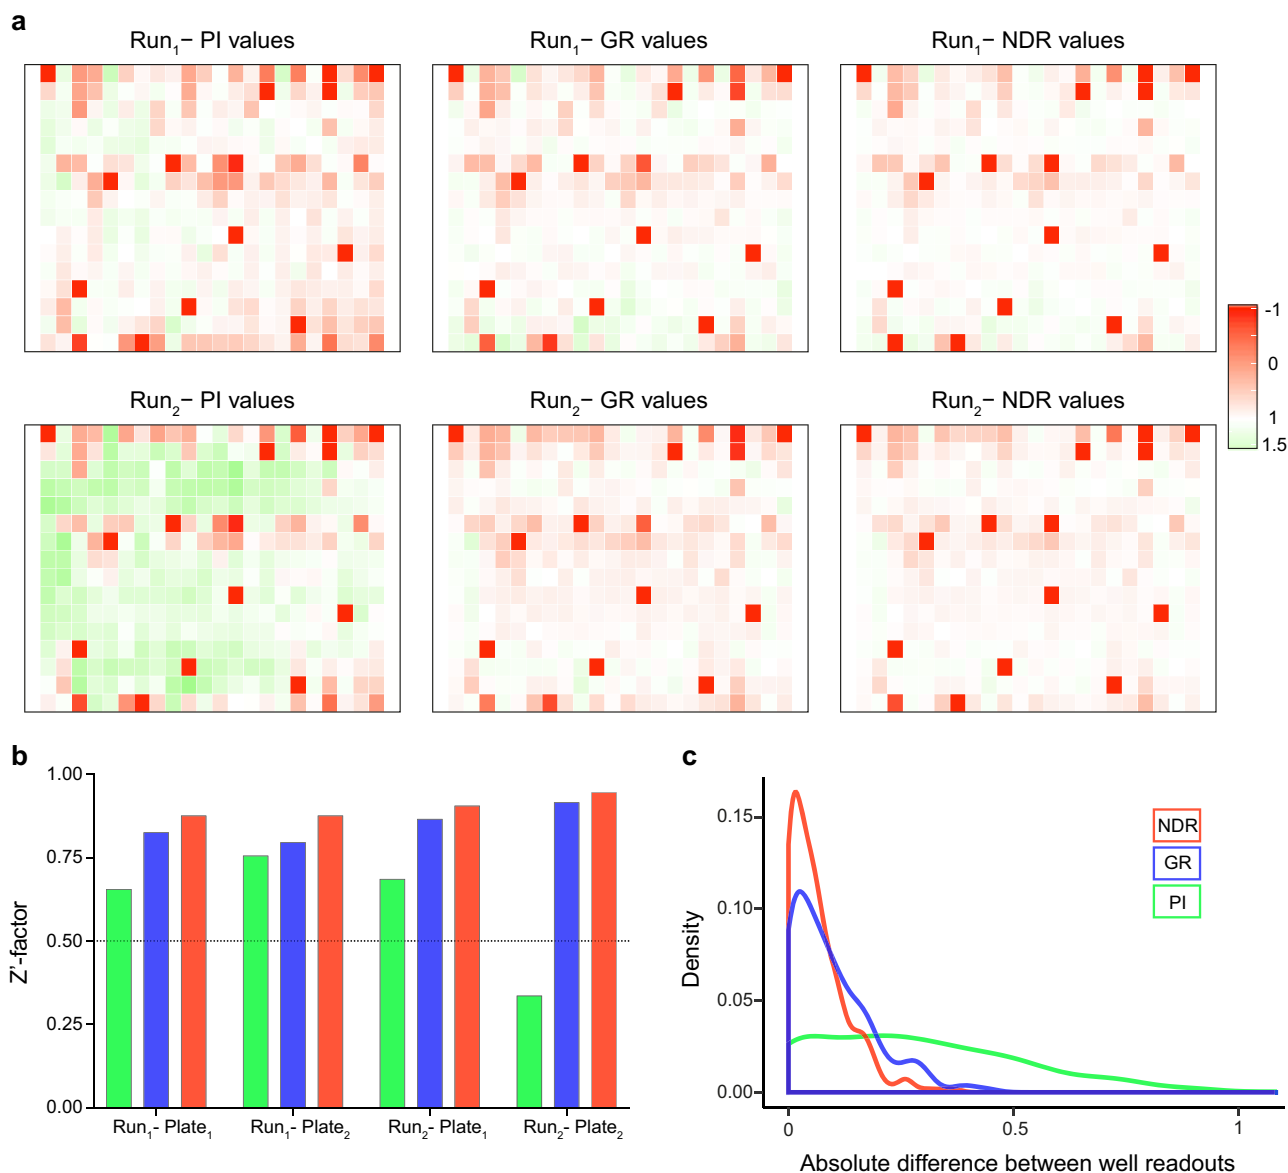 a
Run₁− PI values
Run₁− GR values
Run₁− NDR values
Run₂− PI values
Run₂− GR values
Run₂− NDR values
-1
0
1
1.5
b
Z'-factor
1.00
0.75
0.50
0.25
0.00
Run₁- Plate₁
Run₁- Plate₂
Run₂- Plate₁
Run₂- Plate₂
c
Density
0.15
0.10
0.05
0.00
NDR
GR
PI
0
0.5
1
Absolute difference between well readouts